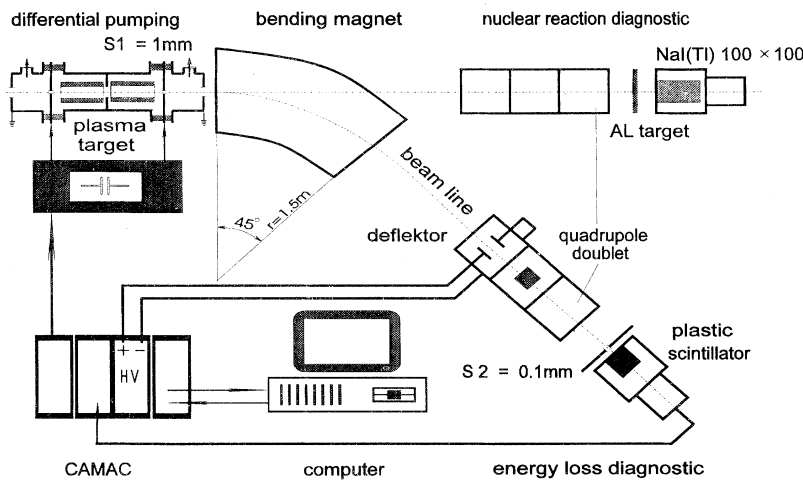 differential pumping
bending magnet
nuclear reaction diagnostic
S1 = 1mm
NaI(Tl) 100 × 100
plasma
target
AL target
beam line
45°
r=1.5m
deflektor
quadrupole
doublet
plastic
scintillator
+ -
HV
S 2 = 0.1mm
CAMAC
computer
energy loss diagnostic